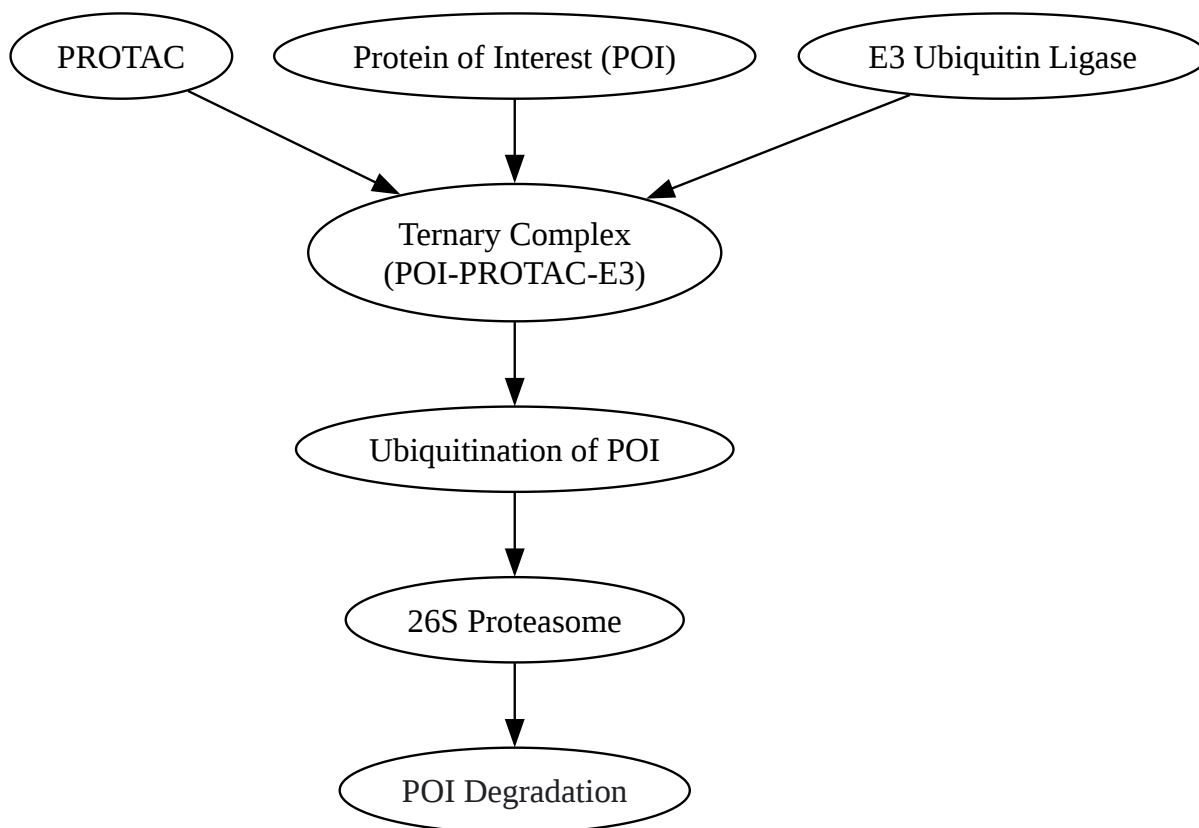 PROTAC
Protein of Interest (POI)
E3 Ubiquitin Ligase
Ternary Complex
(POI-PROTAC-E3)
Ubiquitination of POI
26S Proteasome
POI Degradation